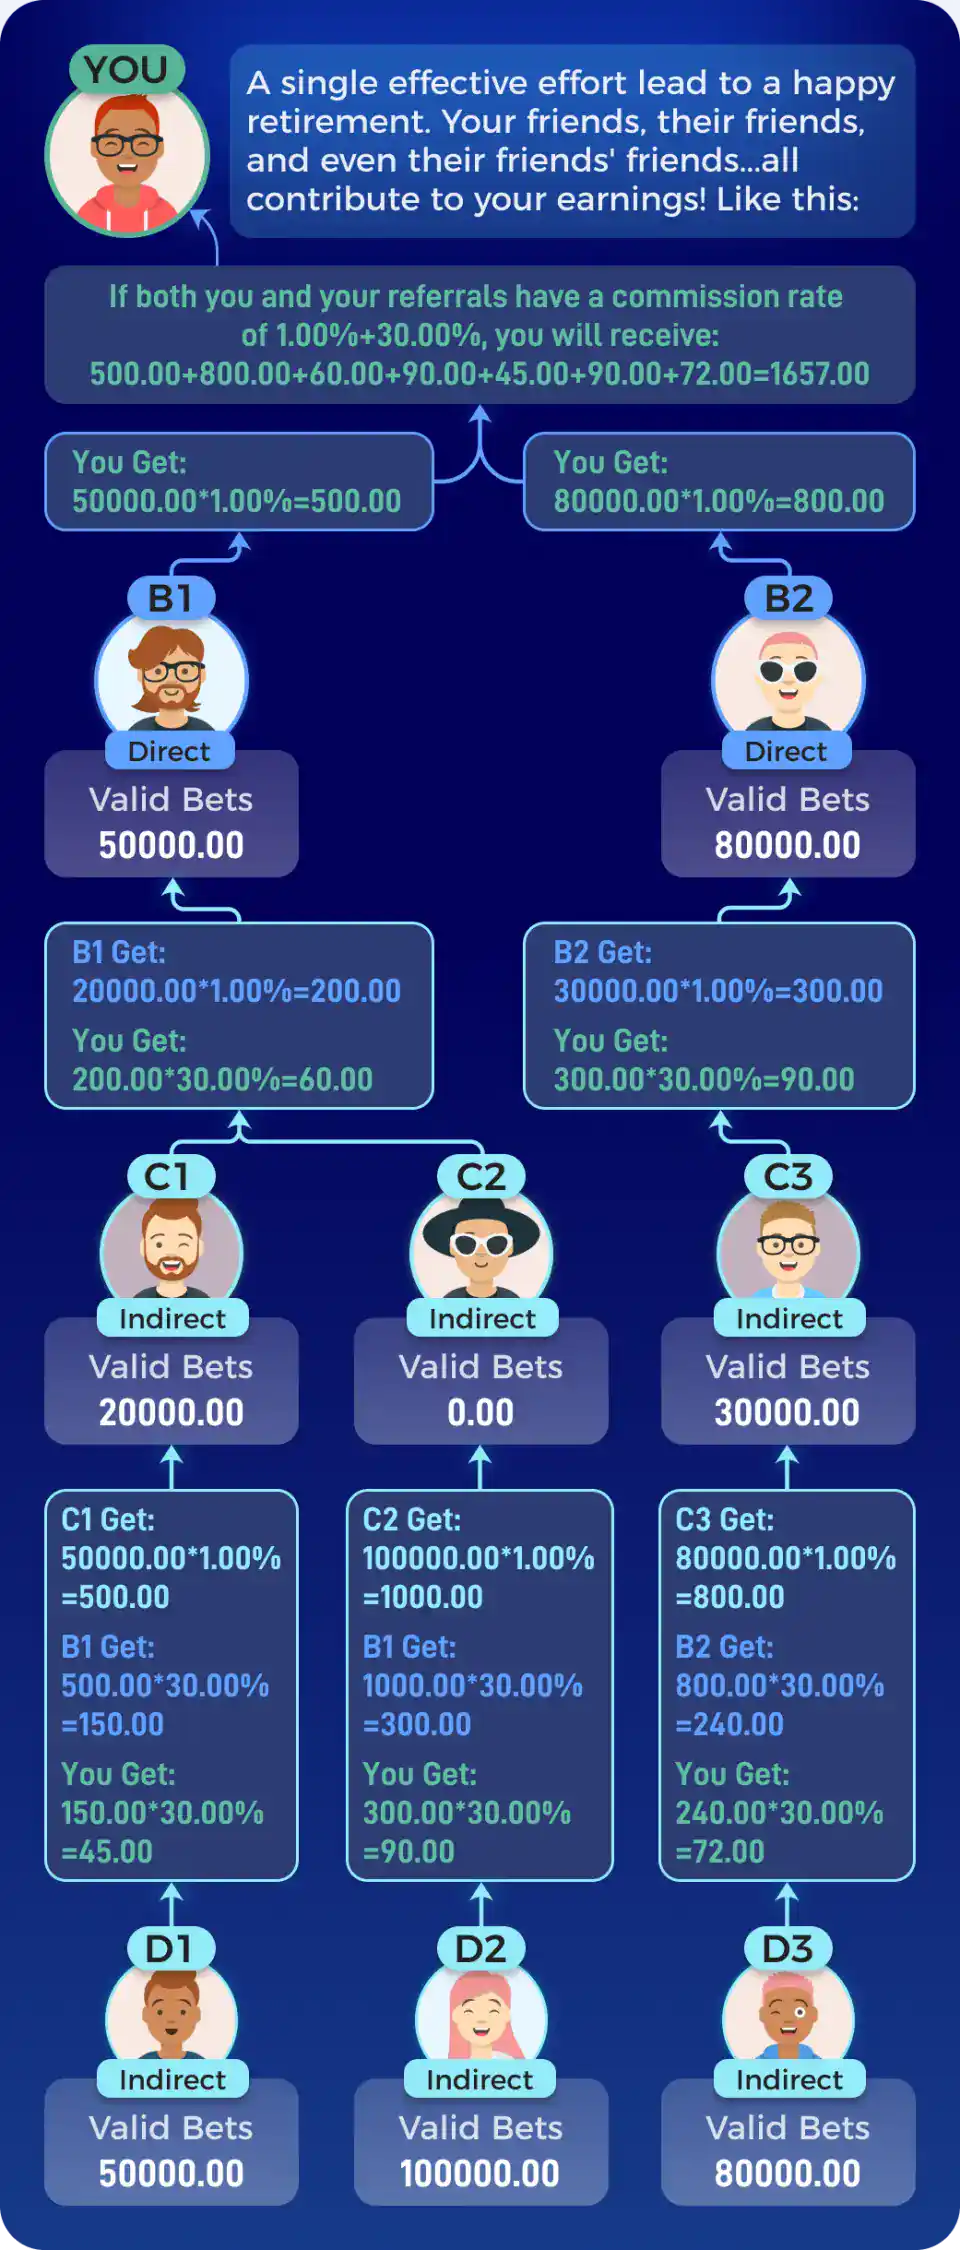 YOU
A single effective effort lead to a happy
retirement. Your friends, their friends,
and even their friends' friends...all
contribute to your earnings! Like this:
If both you and your referrals have a commission rate
of 1.00%+30.00%, you will receive:
500.00+800.00+60.00+90.00+45.00+90.00+72.00=1657.00
You Get:
50000.00*1.00%=500.00
You Get:
80000.00*1.00%=800.00
B1
Direct
Valid Bets
50000.00
B2
Direct
Valid Bets
80000.00
B1 Get:
20000.00*1.00%=200.00
You Get:
200.00*30.00%=60.00
B2 Get:
30000.00*1.00%=300.00
You Get:
300.00*30.00%=90.00
C1
Indirect
Valid Bets
20000.00
C2
Indirect
Valid Bets
0.00
C3
Indirect
Valid Bets
30000.00
C1 Get:
50000.00*1.00%
=500.00
B1 Get:
500.00*30.00%
=150.00
You Get:
150.00*30.00%
=45.00
C2 Get:
100000.00*1.00%
=1000.00
B1 Get:
1000.00*30.00%
=300.00
You Get:
300.00*30.00%
=90.00
C3 Get:
80000.00*1.00%
=800.00
B2 Get:
800.00*30.00%
=240.00
You Get:
240.00*30.00%
=72.00
D1
Indirect
Valid Bets
50000.00
D2
Indirect
Valid Bets
100000.00
D3
Indirect
Valid Bets
80000.00